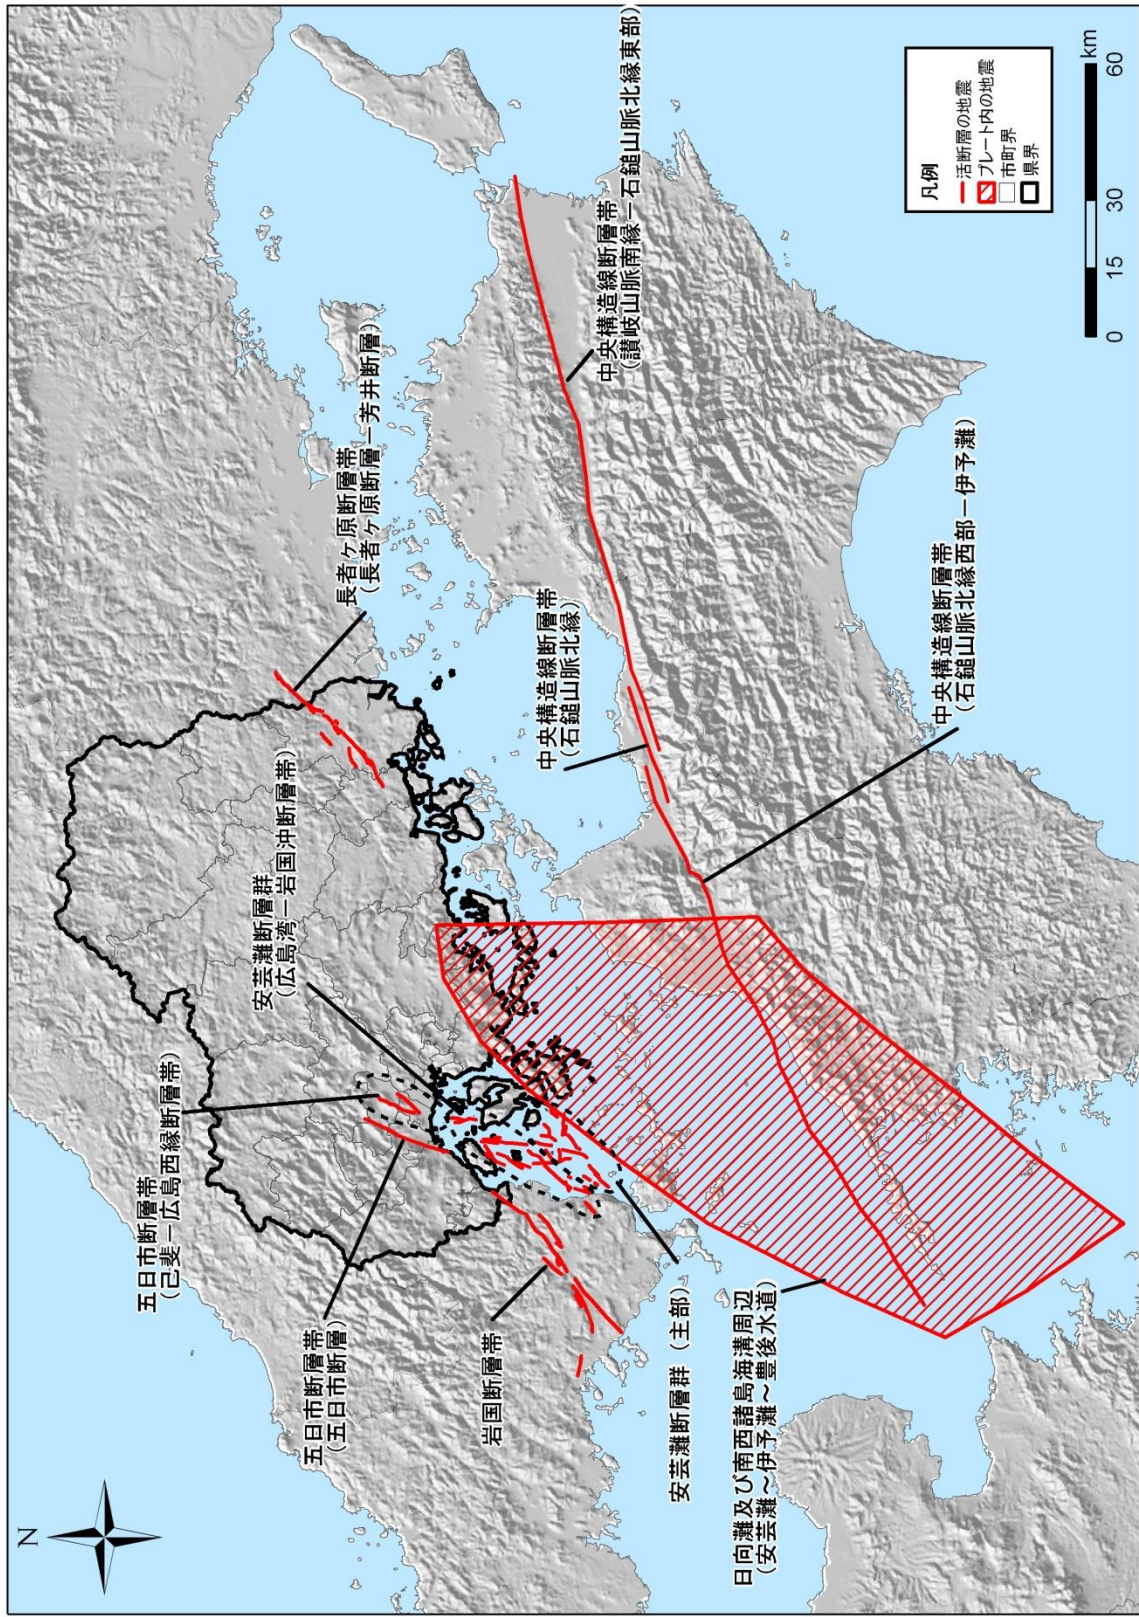 N
五日市断層帯
(己斐－広島西縁断層帯)
五日市断層帯
(五日市断層)
岩国断層帯
安芸灘断層群（主部）
日向灘及び南西諸島海溝周辺
(安芸灘～伊予灘～豊後水道)
安芸灘断層群
(広島湾－岩国沖断層帯)
長者ヶ原断層帯
(長者ヶ原断層－芳井断層)
中央構造線断層帯
(石鎚山脈北縁)
中央構造線断層帯
(石鎚山脈北縁西部－伊予灘)
中央構造線断層帯
(讃岐山脈南縁－石鎚山脈北縁東部)
凡例
活断層の地震
プレート内の地震
市町界
県界
0 15 30 60
km